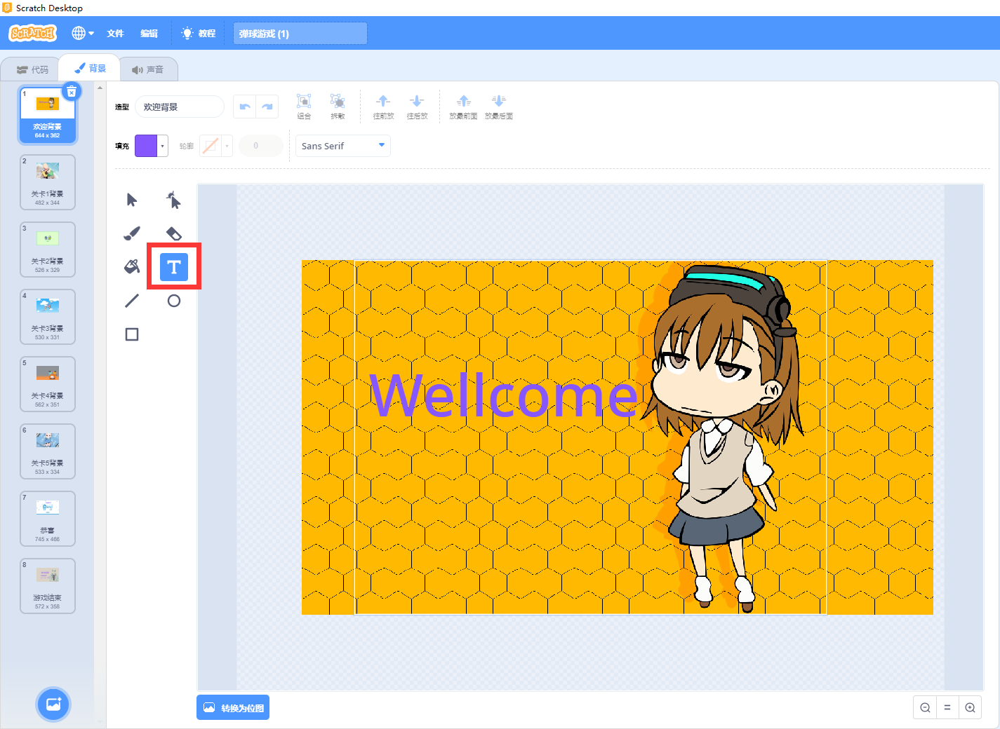 Scratch Desktop
SCRATCH 文件 编辑 教程 弹球游戏 (1)
代码 背景 声音
造型 欢迎背景 组合 拆散 往前放 往后放 放最前面 放最后面
填充 轮廓 0 Sans Serif
1
欢迎背景
644 x 362
2
关卡1背景
482 x 344
3
关卡2背景
526 x 329
4
关卡3背景
530 x 331
5
关卡4背景
562 x 351
6
关卡5背景
533 x 334
7
恭喜
745 x 466
8
游戏结束
572 x 358
T
Wellcome
转换为位图